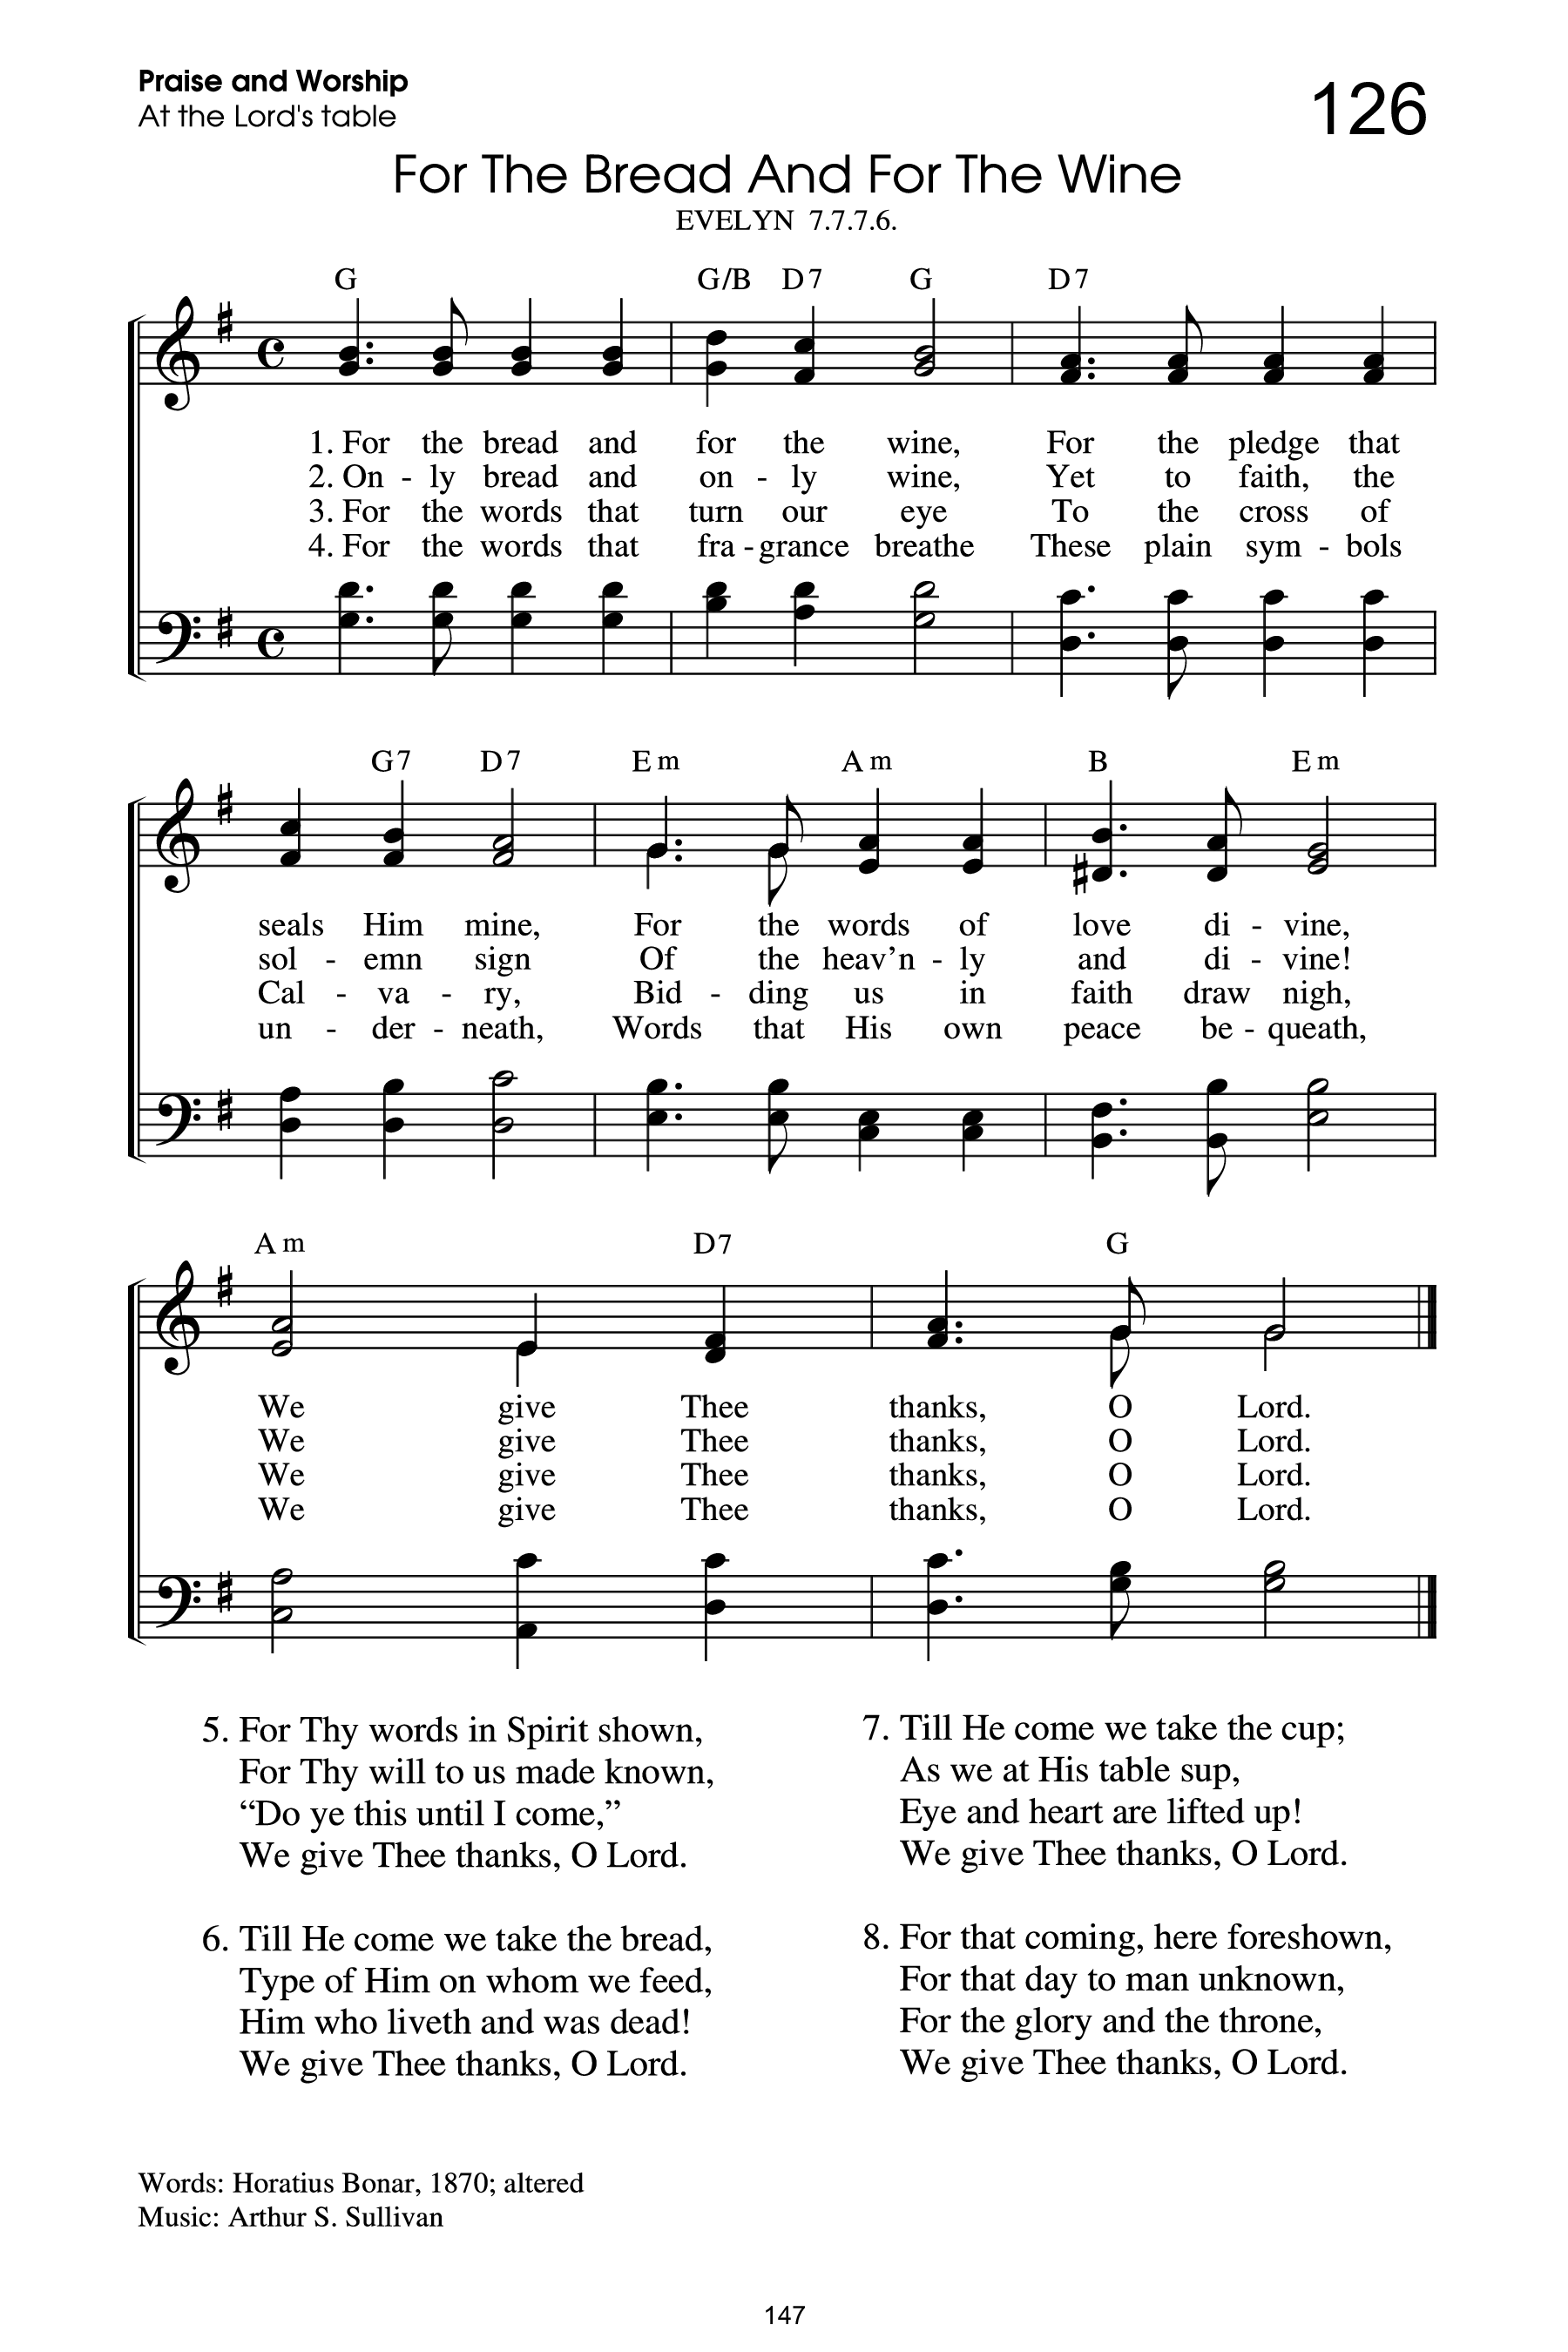 Praise and Worship
At the Lord's table
126
For The Bread And For The Wine
EVELYN 7.7.7.6.
G G/B D7 G D7
1. For the bread and for the wine, For the pledge that
2. On - ly bread and on - ly wine, Yet to faith, the
3. For the words that turn our eye To the cross of
4. For the words that fra - grance breathe These plain sym - bols
G7 D7 Em Am B Em
seals Him mine, For the words of love di - vine,
sol - emn sign Of the heav’n - ly and di - vine!
Cal - va - ry, Bid - ding us in faith draw nigh,
un - der - neath, Words that His own peace be - queath,
Am D7 G
We give Thee thanks, O Lord.
We give Thee thanks, O Lord.
We give Thee thanks, O Lord.
We give Thee thanks, O Lord.
5. For Thy words in Spirit shown,
For Thy will to us made known,
“Do ye this until I come,”
We give Thee thanks, O Lord.
6. Till He come we take the bread,
Type of Him on whom we feed,
Him who liveth and was dead!
We give Thee thanks, O Lord.
7. Till He come we take the cup;
As we at His table sup,
Eye and heart are lifted up!
We give Thee thanks, O Lord.
8. For that coming, here foreshown,
For that day to man unknown,
For the glory and the throne,
We give Thee thanks, O Lord.
Words: Horatius Bonar, 1870; altered
Music: Arthur S. Sullivan
147